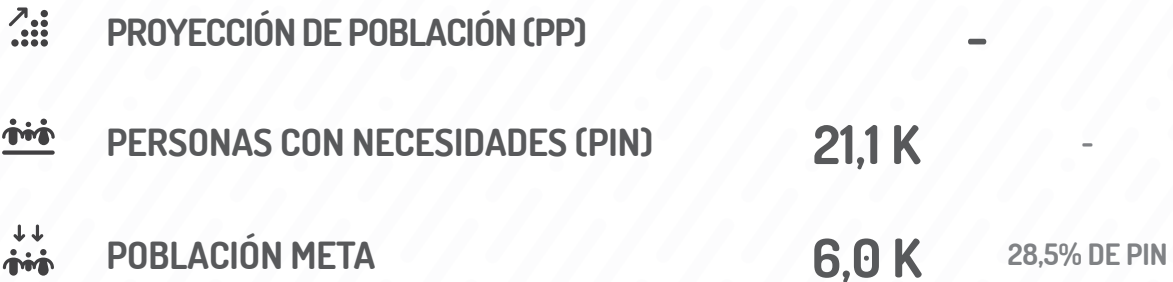 PROYECCIÓN DE POBLACIÓN (PP) -
PERSONAS CON NECESIDADES (PIN) 21,1 K -
POBLACIÓN META 6,0 K 28,5% DE PIN